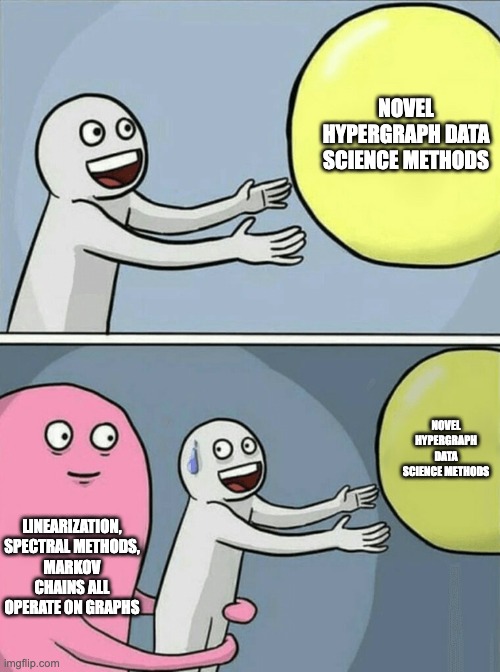 NOVEL
HYPERGRAPH DATA
SCIENCE METHODS
NOVEL
HYPERGRAPH
DATA
SCIENCE METHODS
LINEARIZATION,
SPECTRAL METHODS,
MARKOV
CHAINS ALL
OPERATE ON GRAPHS
imgflip.com